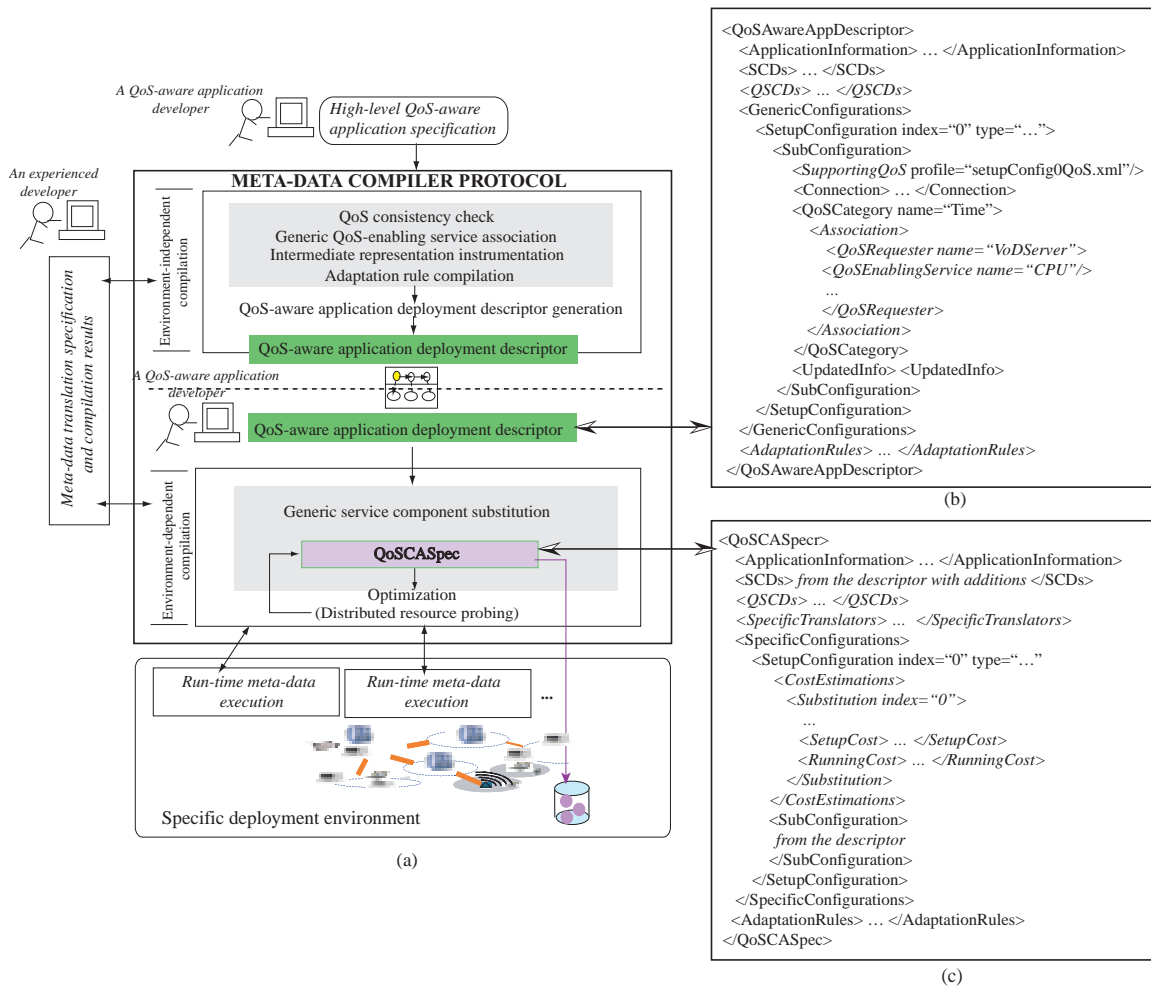 A QoS-aware application
developer
High-level QoS-aware
application specification
An experienced
developer
META-DATA COMPILER PROTOCOL
Environment-independent
compilation
QoS consistency check
Generic QoS-enabling service association
Intermediate representation instrumentation
Adaptation rule compilation
QoS-aware application deployment descriptor generation
QoS-aware application deployment descriptor
Meta-data translation specification
and compilation results
A QoS-aware application
developer
QoS-aware application deployment descriptor
Environment-dependent
compilation
Generic service component substitution
QoSCASpec
Optimization
(Distributed resource probing)
Run-time meta-data
execution
Run-time meta-data
execution
...
Specific deployment environment
(a)
<QoSAwareAppDescriptor>
<ApplicationInformation> … </ApplicationInformation>
<SCDs> … </SCDs>
<QSCDs> ... </QSCDs>
<GenericConfigurations>
<SetupConfiguration index=“0” type=“…”>
<SubConfiguration>
<SupportingQoS profile=“setupConfig0QoS.xml”/>
<Connection> … </Connection>
<QoSCategory name=“Time”>
<Association>
<QoSRequester name=“VoDServer”>
<QoSEnablingService name=“CPU”/>
...
</QoSRequester>
</Association>
</QoSCategory>
<UpdatedInfo> <UpdatedInfo>
</SubConfiguration>
</SetupConfiguration>
</GenericConfigurations>
<AdaptationRules> … </AdaptationRules>
</QoSAwareAppDescriptor>
(b)
<QoSCASpecr>
<ApplicationInformation> … </ApplicationInformation>
<SCDs> from the descriptor with additions </SCDs>
<QSCDs> ... </QSCDs>
<SpecificTranslators> ... </SpecificTranslators>
<SpecificConfigurations>
<SetupConfiguration index=“0” type=“…”
<CostEstimations>
<Substitution index=“0”>
...
<SetupCost> … </SetupCost>
<RunningCost> … </RunningCost>
</Substitution>
</CostEstimations>
<SubConfiguration>
from the descriptor
</SubConfiguration>
</SetupConfiguration>
</SpecificConfigurations>
<AdaptationRules> … </AdaptationRules>
</QoSCASpec>
(c)